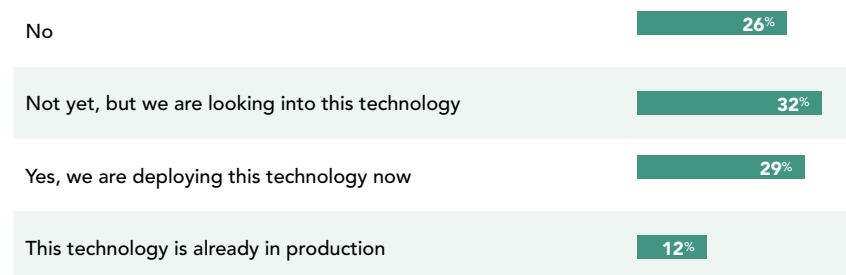 No 26%
Not yet, but we are looking into this technology 32%
Yes, we are deploying this technology now 29%
This technology is already in production 12%